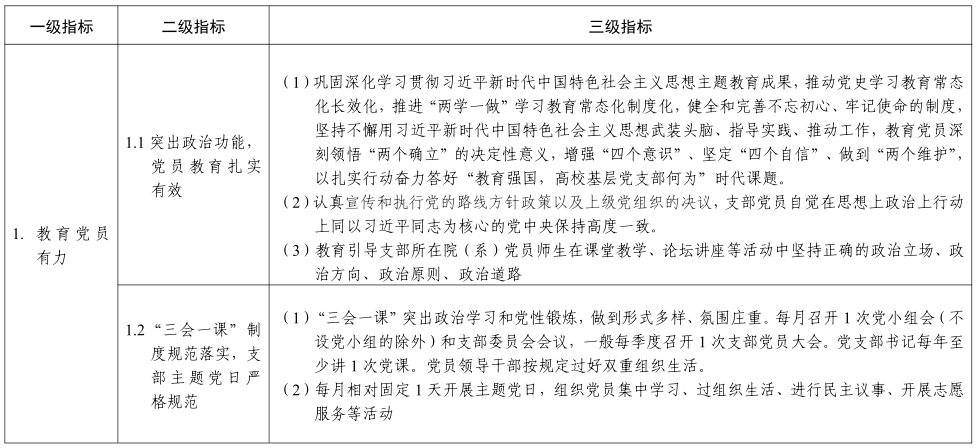 一级指标
二级指标
三级指标
1. 教育党员
有力
1.1 突出政治功能，
党员教育扎实
有效
（1）巩固深化学习贯彻习近平新时代中国特色社会主义思想主题教育成果，推动党史学习教育常态
化长效化，推进“两学一做”学习教育常态化制度化，健全和完善不忘初心、牢记使命的制度，
坚持不懈用习近平新时代中国特色社会主义思想武装头脑、指导实践、推动工作，教育党员深
刻领悟“两个确立”的决定性意义，增强“四个意识”、坚定“四个自信”、做到“两个维护”，
以扎实行动奋力答好“教育强国，高校基层党支部何为”时代课题。
（2）认真宣传和执行党的路线方针政策以及上级党组织的决议，支部党员自觉在思想上政治上行动
上同以习近平同志为核心的党中央保持高度一致。
（3）教育引导支部所在院（系）党员师生在课堂教学、论坛讲座等活动中坚持正确的政治立场、政
治方向、政治原则、政治道路
1.2 “三会一课”制
度规范落实，支
部主题党日严
格规范
（1）“三会一课”突出政治学习和党性锻炼，做到形式多样、氛围庄重。每月召开 1 次党小组会（不
设党小组的除外）和支部委员会会议，一般每季度召开 1 次支部党员大会。党支部书记每年至
少讲 1 次党课。党员领导干部按规定过好双重组织生活。
（2）每月相对固定 1 天开展主题党日，组织党员集中学习、过组织生活、进行民主议事、开展志愿
服务等活动